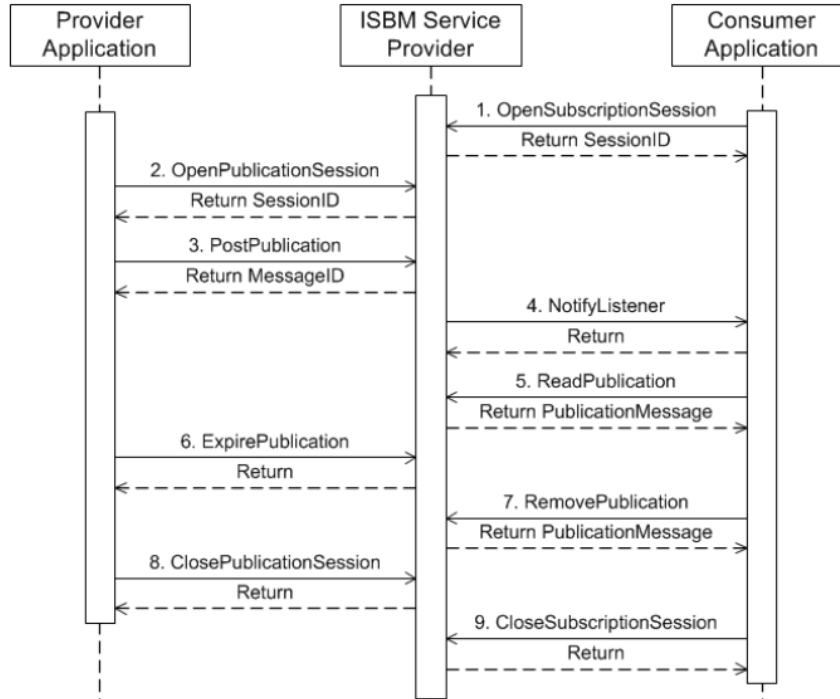 Provider
Application
ISBM Service
Provider
Consumer
Application
1. OpenSubscriptionSession
Return SessionID
2. OpenPublicationSession
Return SessionID
3. PostPublication
Return MessageID
4. NotifyListener
Return
5. ReadPublication
Return PublicationMessage
6. ExpirePublication
Return
7. RemovePublication
Return PublicationMessage
8. ClosePublicationSession
Return
9. CloseSubscriptionSession
Return